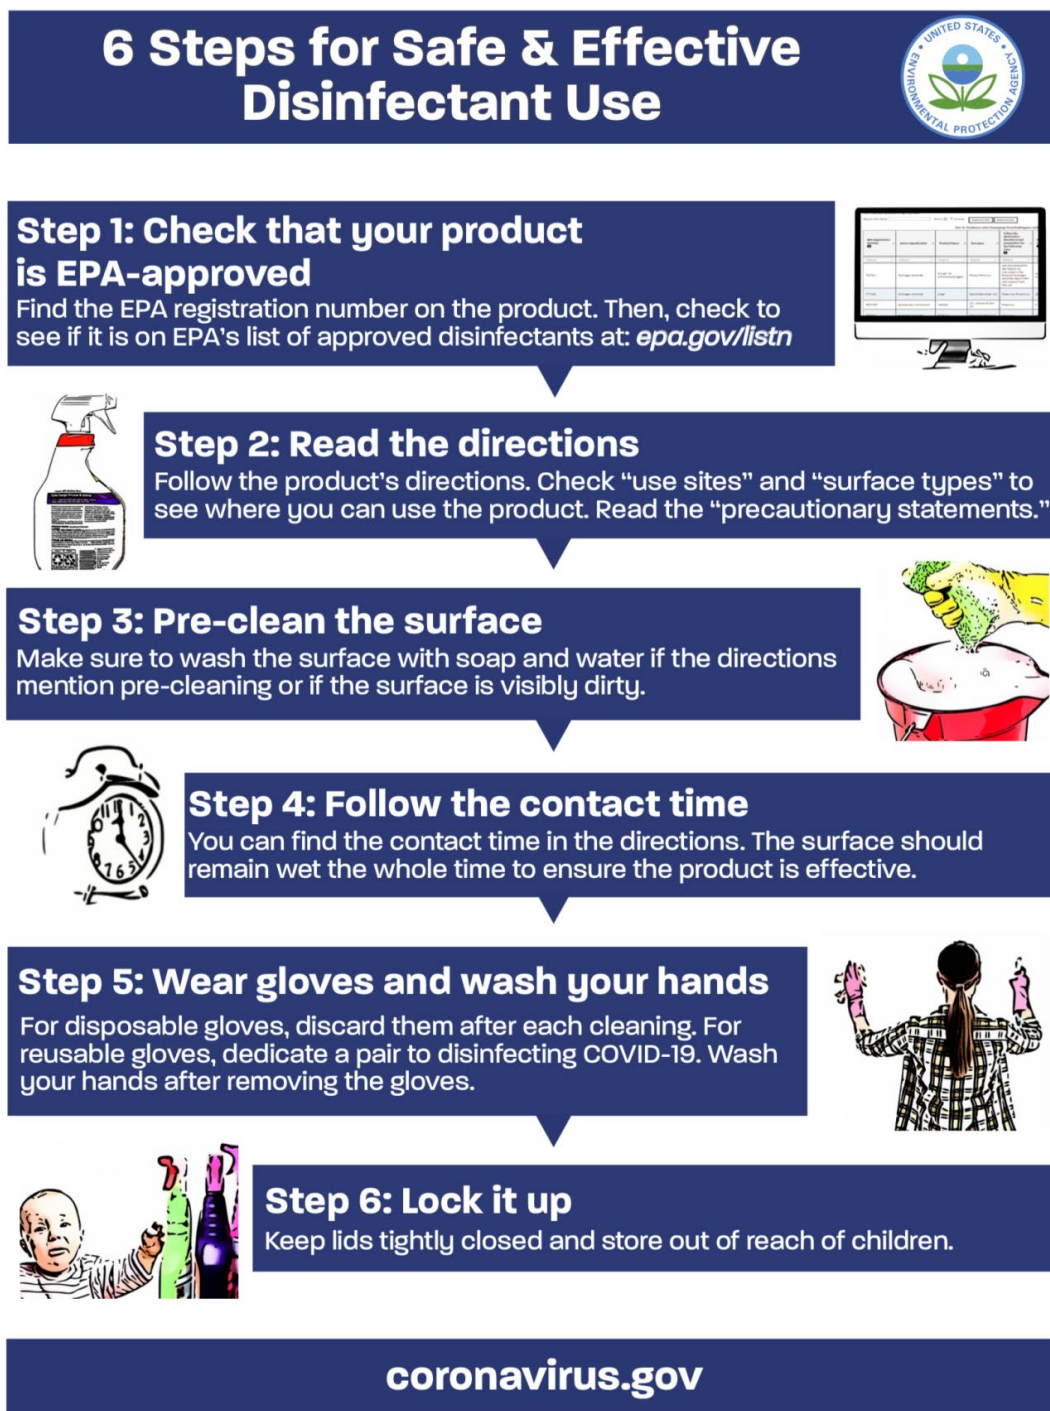 6 Steps for Safe & Effective
Disinfectant Use
UNITED STATES
ENVIRONMENTAL PROTECTION AGENCY
Step 1: Check that your product
is EPA-approved
Find the EPA registration number on the product. Then, check to
see if it is on EPA's list of approved disinfectants at: epa.gov/listn
Step 2: Read the directions
Follow the product's directions. Check "use sites" and "surface types" to
see where you can use the product. Read the "precautionary statements."
Step 3: Pre-clean the surface
Make sure to wash the surface with soap and water if the directions
mention pre-cleaning or if the surface is visibly dirty.
Step 4: Follow the contact time
You can find the contact time in the directions. The surface should
remain wet the whole time to ensure the product is effective.
Step 5: Wear gloves and wash your hands
For disposable gloves, discard them after each cleaning. For
reusable gloves, dedicate a pair to disinfecting COVID-19. Wash
your hands after removing the gloves.
Step 6: Lock it up
Keep lids tightly closed and store out of reach of children.
coronavirus.gov